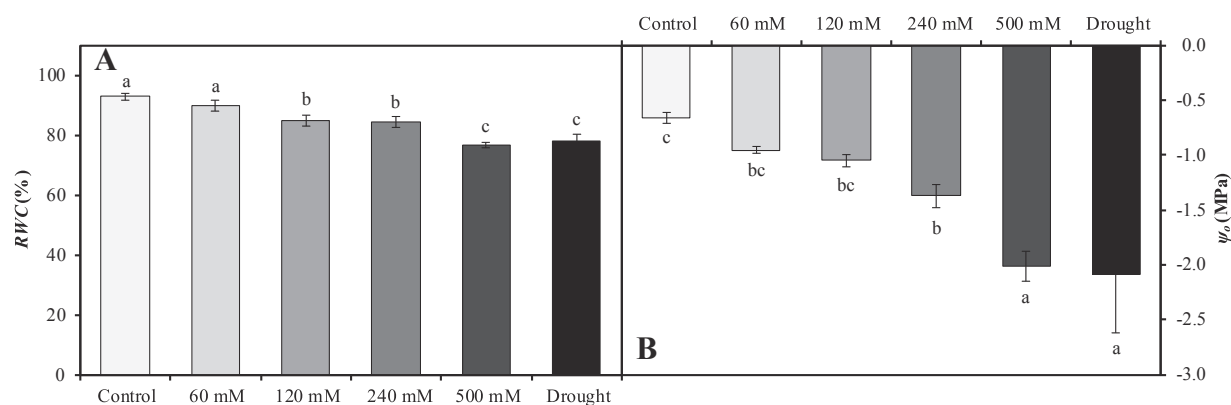 Control 60 mM 120 mM 240 mM 500 mM Drought
A
100
80
60
40
20
0
RWC(%)
a a b b c c
Control 60 mM 120 mM 240 mM 500 mM Drought
B
0.0
-0.5
-1.0
-1.5
-2.0
-2.5
-3.0
ψo (MPa)
c bc bc b a a